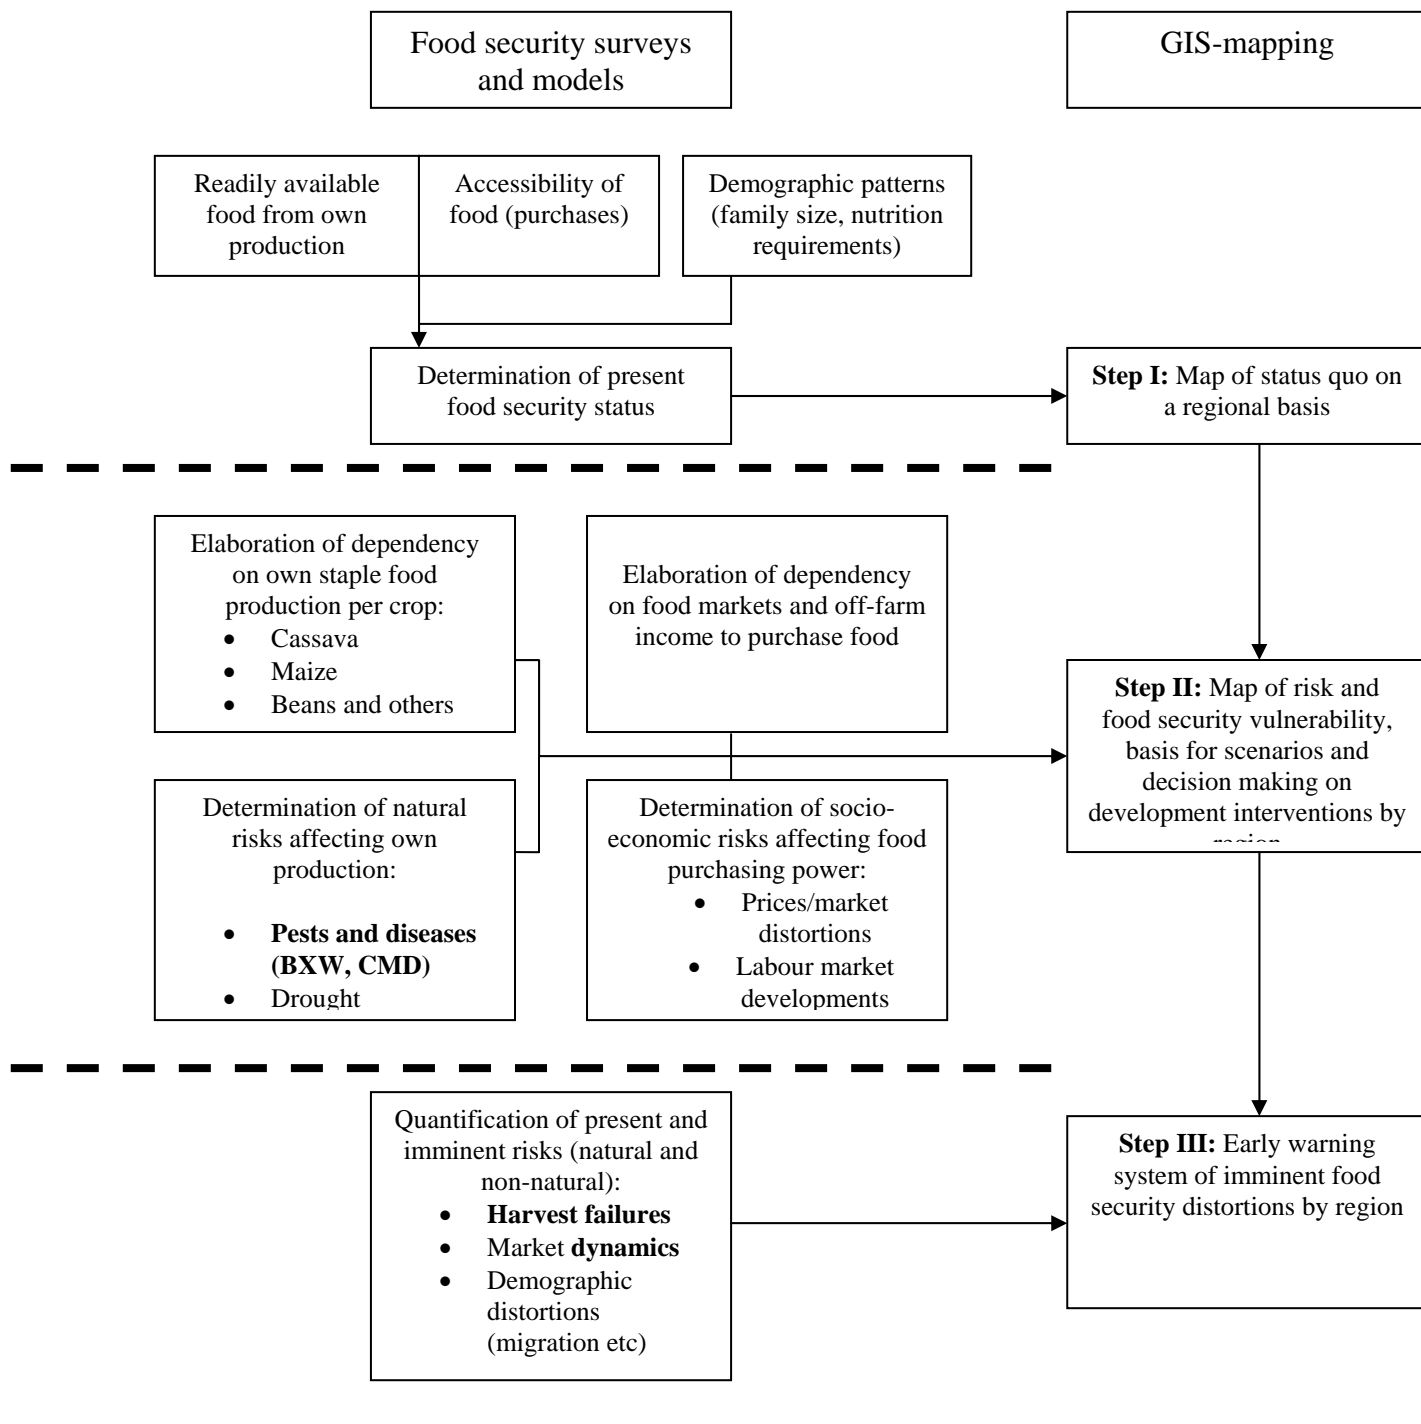 Food security surveys
and models
GIS-mapping
Readily available
food from own
production
Accessibility of
food (purchases)
Demographic patterns
(family size, nutrition
requirements)
Determination of present
food security status
Step I: Map of status quo on
a regional basis
Elaboration of dependency
on own staple food
production per crop:
• Cassava
• Maize
• Beans and others
Elaboration of dependency
on food markets and off-farm
income to purchase food
Step II: Map of risk and
food security vulnerability,
basis for scenarios and
decision making on
development interventions by
region
Determination of natural
risks affecting own
production:
• Pests and diseases
(BXW, CMD)
• Drought
Determination of socio-
economic risks affecting food
purchasing power:
• Prices/market
distortions
• Labour market
developments
Quantification of present and
imminent risks (natural and
non-natural):
• Harvest failures
• Market dynamics
• Demographic
distortions
(migration etc)
Step III: Early warning
system of imminent food
security distortions by region